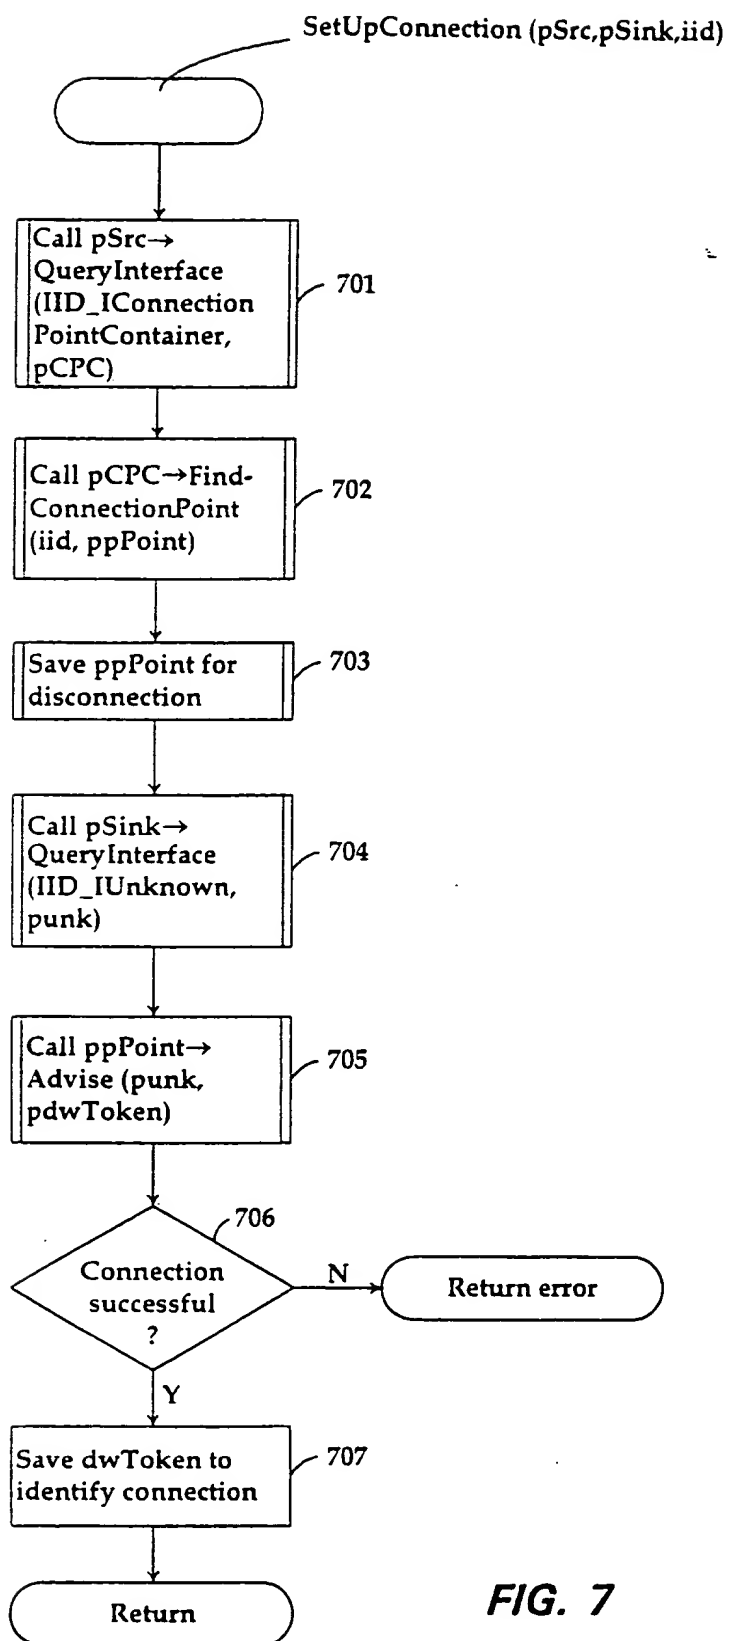 SetUpConnection (pSrc,pSink,iid)
Call pSrc→
QueryInterface
(IID_IConnection
PointContainer,
pCPC)
701
Call pCPC→Find-
ConnectionPoint
(iid, ppPoint)
702
Save ppPoint for
disconnection
703
Call pSink→
QueryInterface
(IID_IUnknown,
punk)
704
Call ppPoint→
Advise (punk,
pdwToken)
705
706
Connection
successful
?
N
Return error
Y
Save dwToken to
identify connection
707
Return
FIG. 7